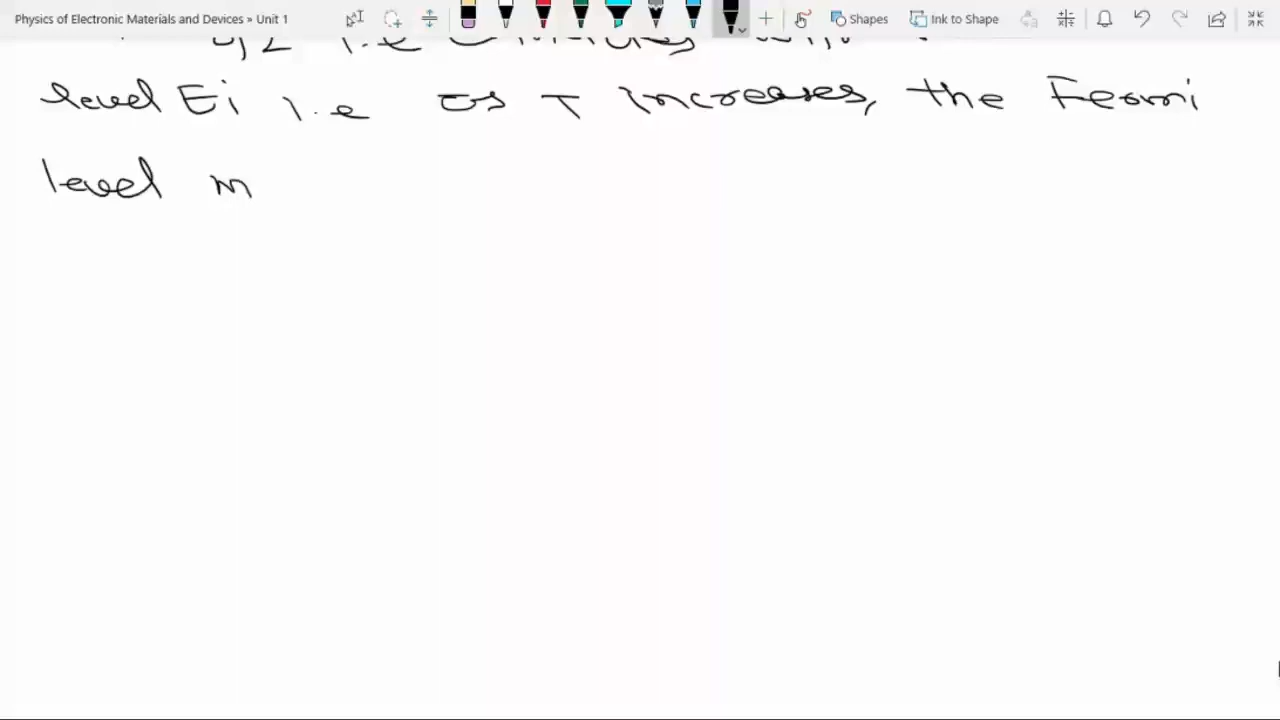 Physics of Electronic Materials and Devices » Unit 1
Shapes
Ink to Shape
i.e
level Ei i.e as T increases, the Fermi
level m